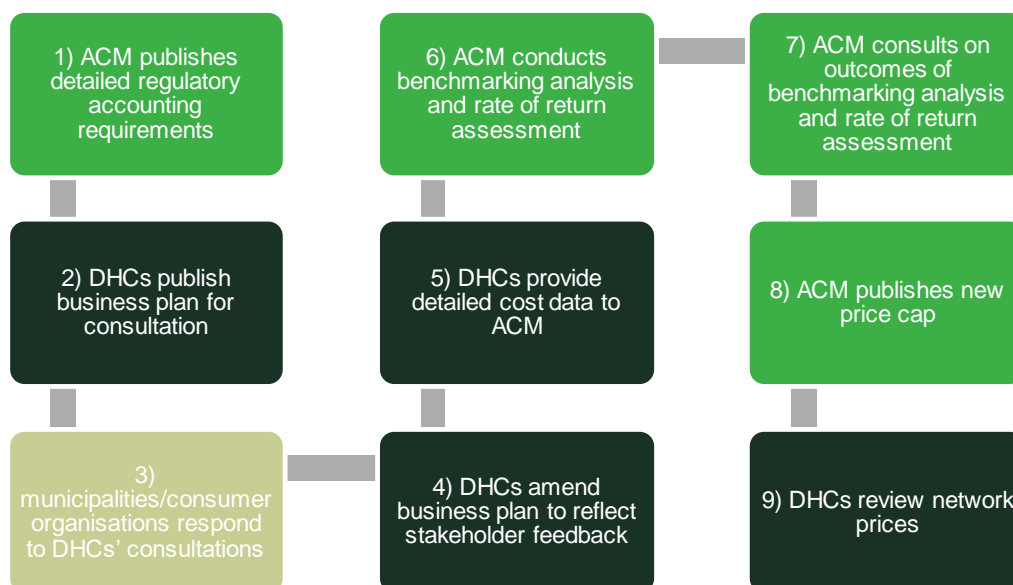 1) ACM publishes
detailed regulatory
accounting
requirements
2) DHCs publish
business plan for
consultation
3)
municipalities/consumer
organisations respond
to DHCs' consultations
4) DHCs amend
business plan to reflect
stakeholder feedback
5) DHCs provide
detailed cost data to
ACM
6) ACM conducts
benchmarking analysis
and rate of return
assessment
7) ACM consults on
outcomes of
benchmarking analysis
and rate of return
assessment
8) ACM publishes new
price cap
9) DHCs review network
prices